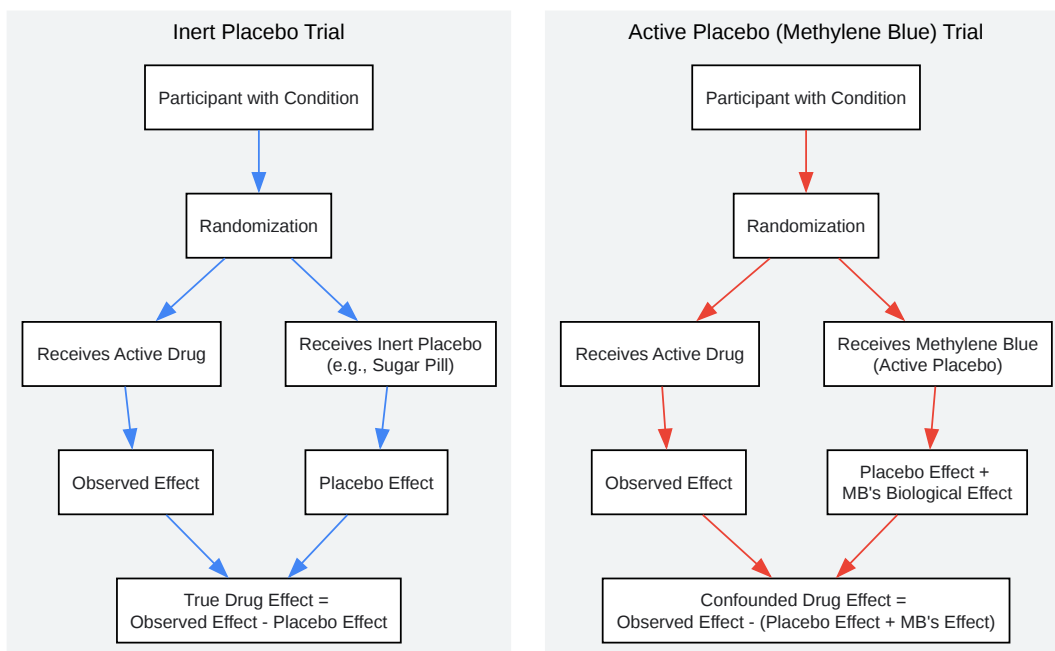 Inert Placebo Trial
Participant with Condition
Randomization
Receives Active Drug
Receives Inert Placebo
(e.g., Sugar Pill)
Observed Effect
Placebo Effect
True Drug Effect =
Observed Effect - Placebo Effect
Active Placebo (Methylene Blue) Trial
Participant with Condition
Randomization
Receives Active Drug
Receives Methylene Blue
(Active Placebo)
Observed Effect
Placebo Effect +
MB's Biological Effect
Confounded Drug Effect =
Observed Effect - (Placebo Effect + MB's Effect)